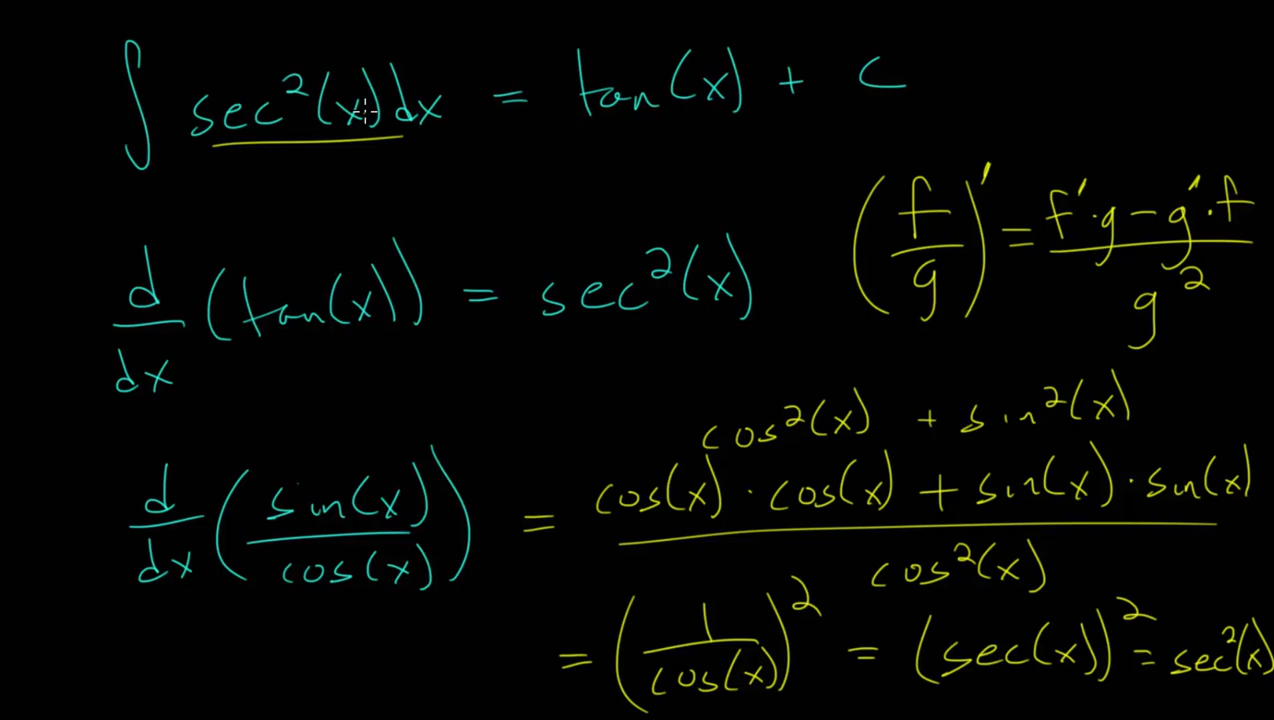 ∫ sec²(x) dx = tan(x) + c
(f/g)' = (f'·g − g'·f)/g²
d/dx (tan(x)) = sec²(x)
cos²(x) + sin²(x)
d/dx (sin(x)/cos(x)) = (cos(x)·cos(x) + sin(x)·sin(x))/cos²(x)
= (1/cos(x))² = (sec(x))² = sec²(x)